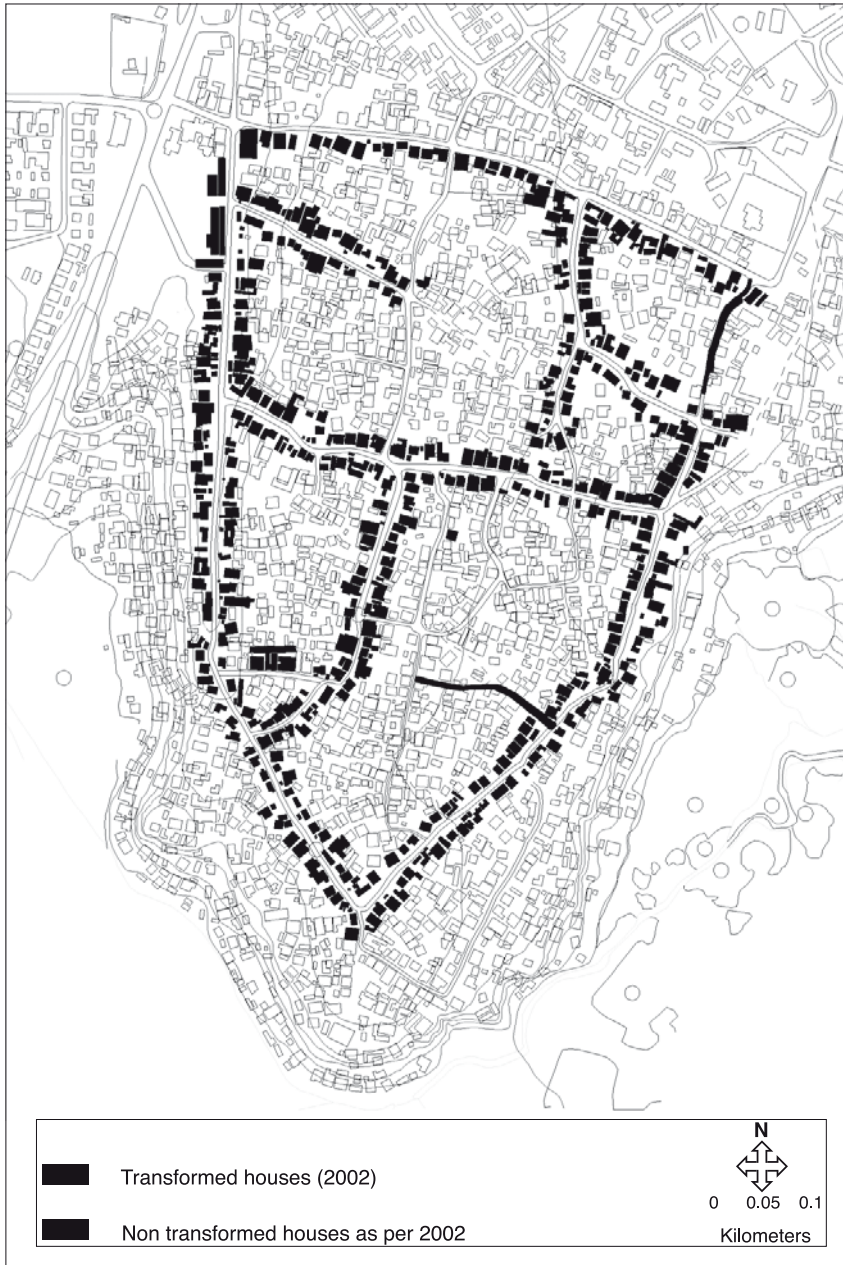 N
Transformed houses (2002)
0 0.05 0.1
Non transformed houses as per 2002
Kilometers